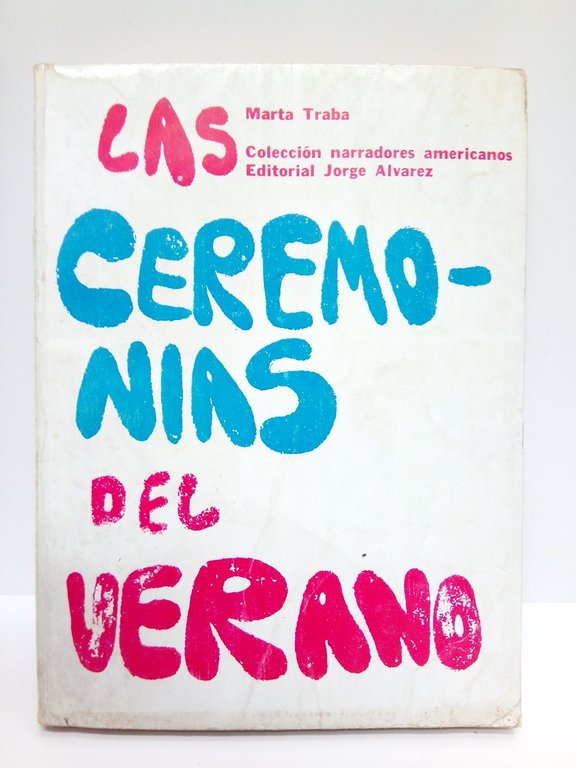 LAS
Marta Traba
Colección narradores americanos
Editorial Jorge Alvarez
CEREMO-
NIAS
DEL
VERANO